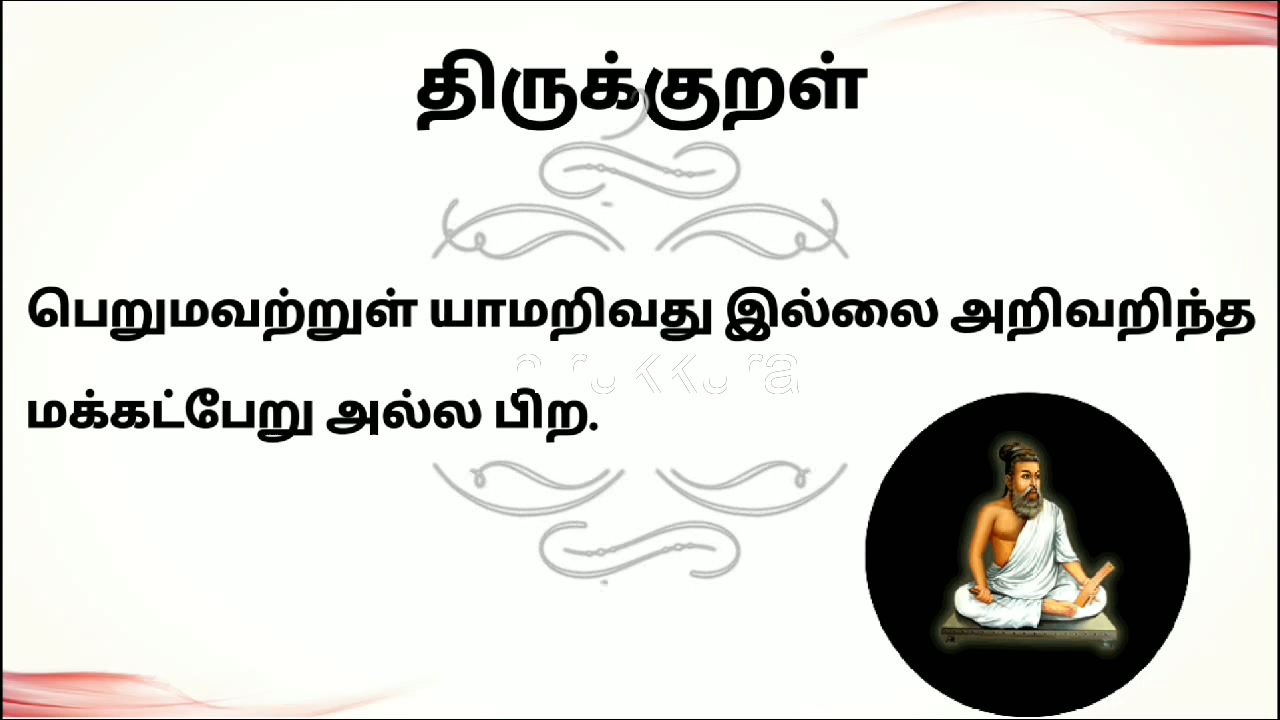 திருக்குறள்
பெறுமவற்றுள் யாமறிவது இல்லை அறிவறிந்த
மக்கட்பேறு அல்ல பிற.